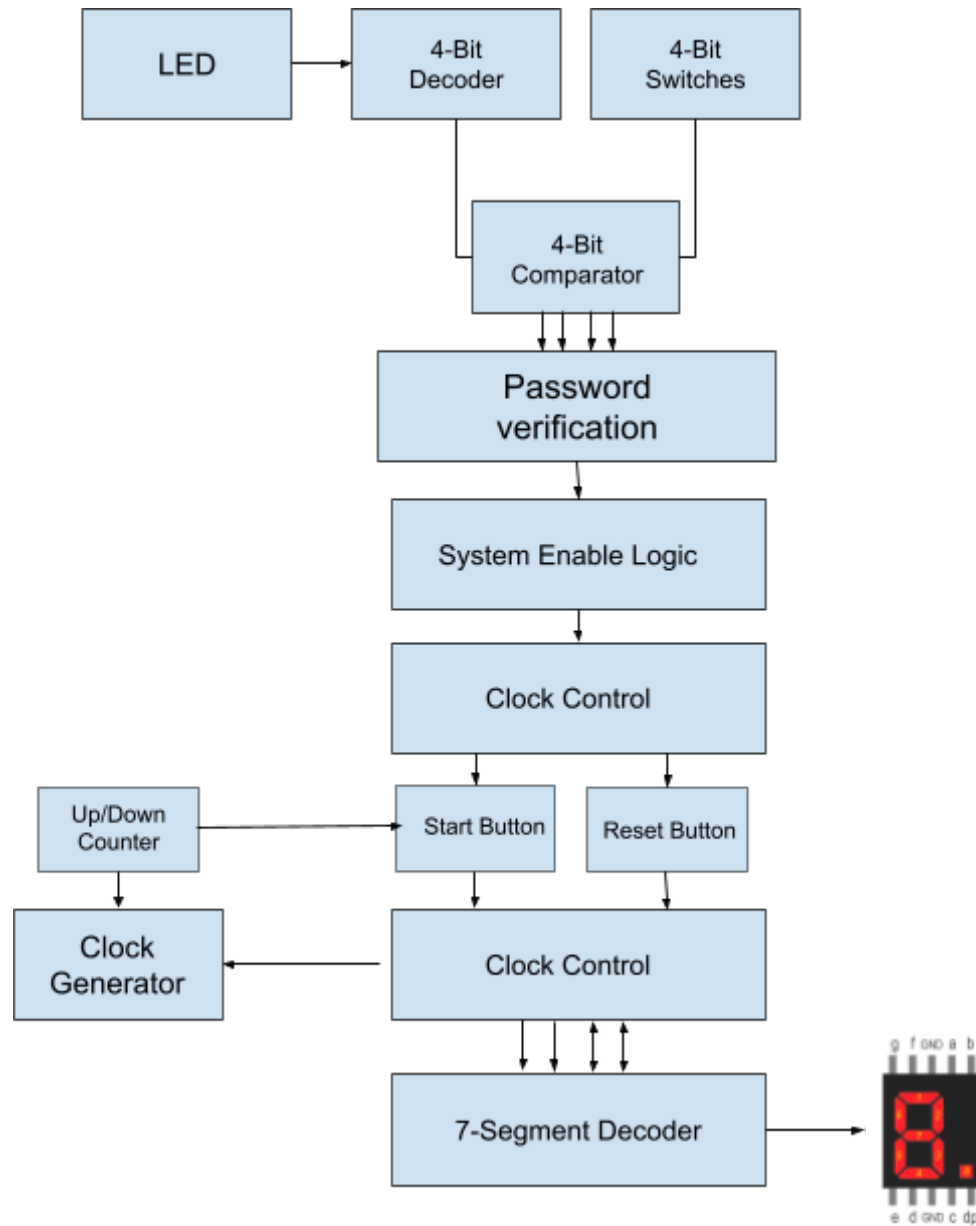 LED
4-Bit
Decoder
4-Bit
Switches
4-Bit
Comparator
Password
verification
System Enable Logic
Clock Control
Up/Down
Counter
Start Button
Reset Button
Clock
Generator
Clock Control
7-Segment Decoder
g f GND a b
8.
e d GND c dp